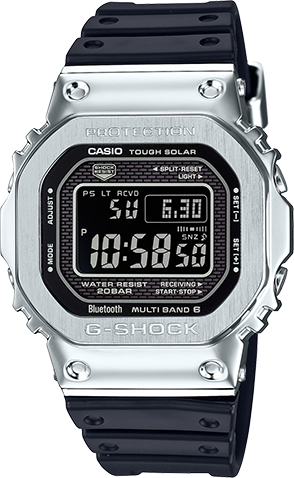 PROTECTION
SHOCK RESIST
CASIO TOUGH SOLAR
◄SPLIT-RESET
LIGHT►
ADJUST
MODE
SET(−)
SET(+)
PS LT RCVD
SU 6.30
P 10:58 50
SNZ
WATER RESIST
20BAR
RECEIVING►
START-STOP►
Bluetooth MULTI BAND 6
G-SHOCK